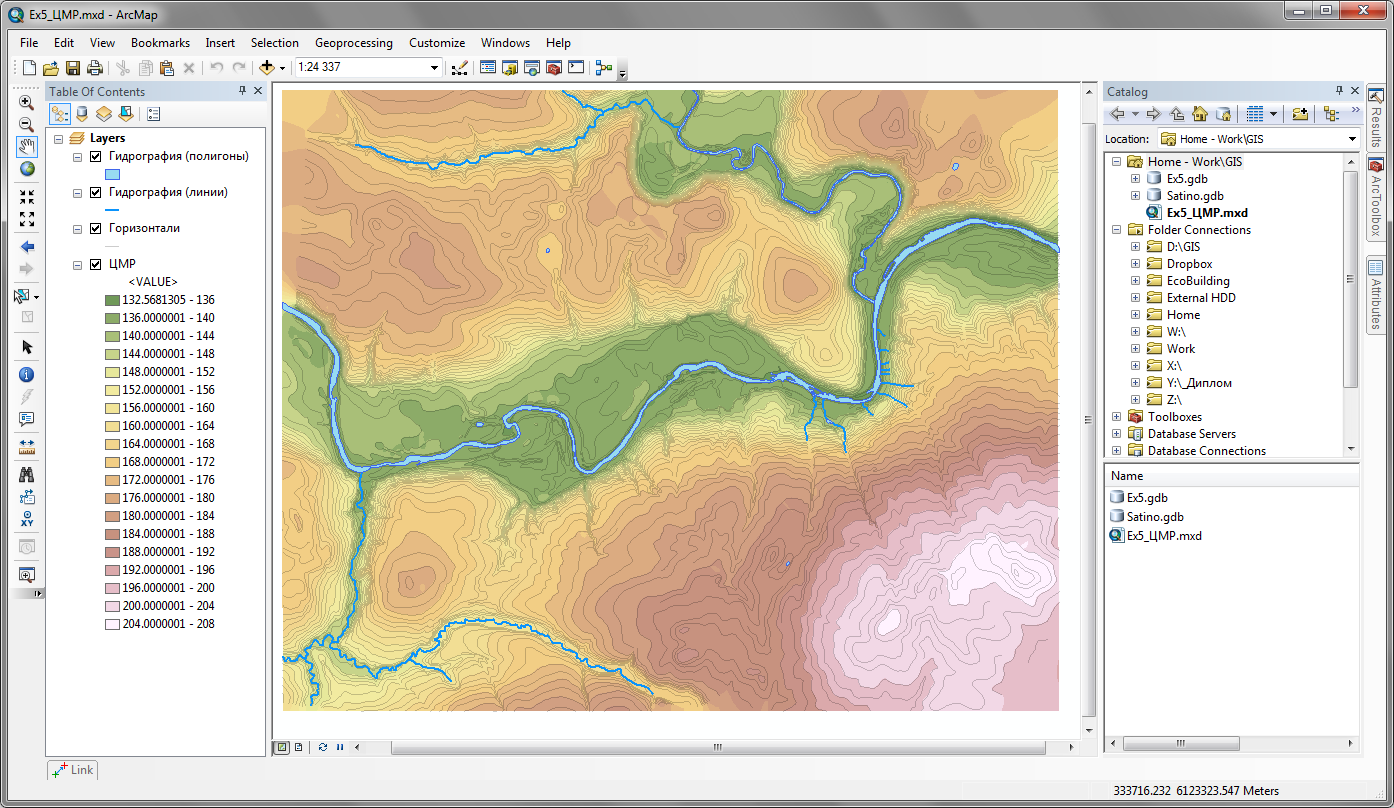 Ex5_ЦМР.mxd - ArcMap
File Edit View Bookmarks Insert Selection Geoprocessing Customize Windows Help
1:24 337
Table Of Contents
Layers
Гидрография (полигоны)
Гидрография (линии)
Горизонтали
ЦМР
<VALUE>
132.5681305 - 136
136.0000001 - 140
140.0000001 - 144
144.0000001 - 148
148.0000001 - 152
152.0000001 - 156
156.0000001 - 160
160.0000001 - 164
164.0000001 - 168
168.0000001 - 172
172.0000001 - 176
176.0000001 - 180
180.0000001 - 184
184.0000001 - 188
188.0000001 - 192
192.0000001 - 196
196.0000001 - 200
200.0000001 - 204
204.0000001 - 208
XY
Link
Catalog
Location: Home - Work\GIS
Home - Work\GIS
Ex5.gdb
Satino.gdb
Ex5_ЦМР.mxd
Folder Connections
D:\GIS
Dropbox
EcoBuilding
External HDD
Home
W:\
Work
X:\
Y:\_Диплом
Z:\
Toolboxes
Database Servers
Database Connections
Name
Ex5.gdb
Satino.gdb
Ex5_ЦМР.mxd
Results
ArcToolbox
Attributes
333716.232 6123323.547 Meters